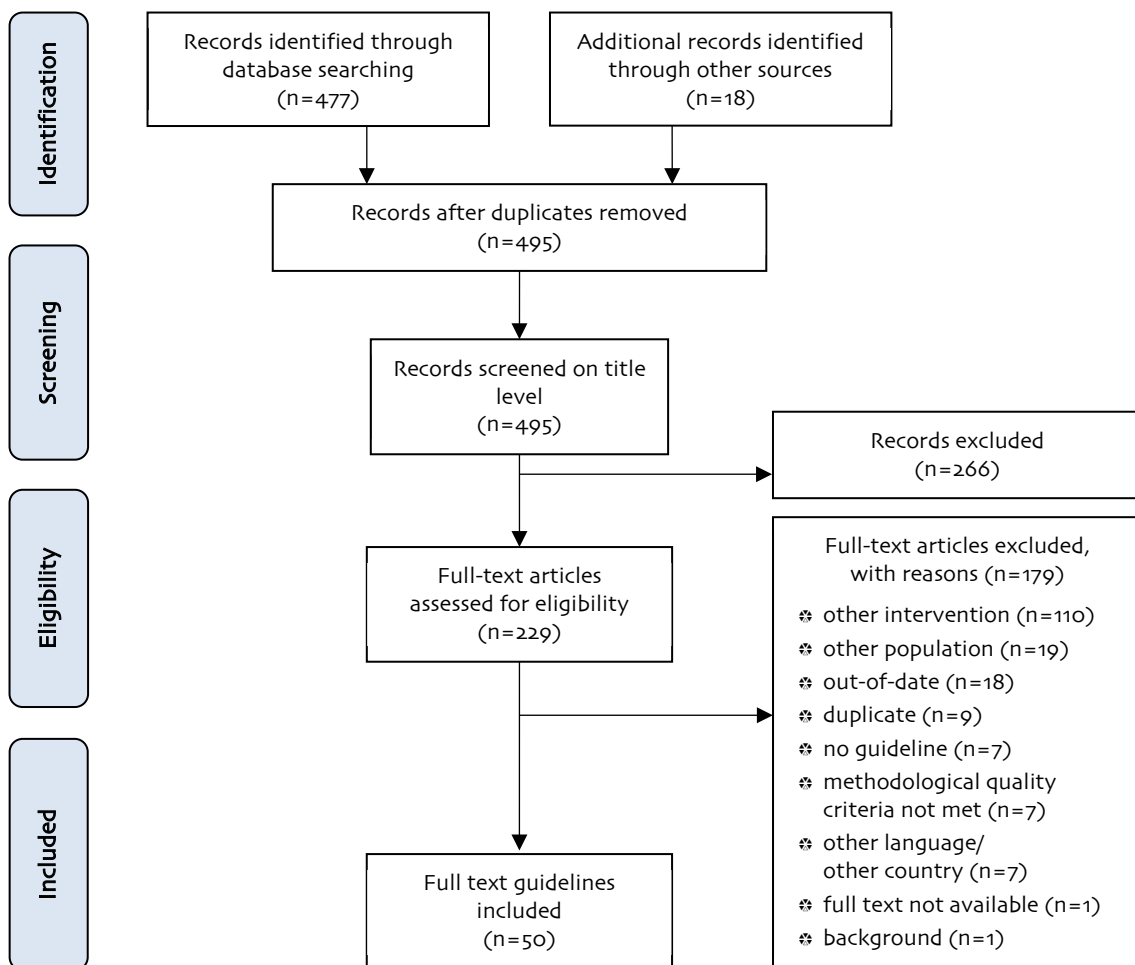 Identification
Records identified through
database searching
(n=477)
Additional records identified
through other sources
(n=18)
Records after duplicates removed
(n=495)
Screening
Records screened on title
level
(n=495)
Records excluded
(n=266)
Eligibility
Full-text articles
assessed for eligibility
(n=229)
Full-text articles excluded,
with reasons (n=179)
other intervention (n=110)
other population (n=19)
out-of-date (n=18)
duplicate (n=9)
no guideline (n=7)
methodological quality
criteria not met (n=7)
other language/
other country (n=7)
full text not available (n=1)
background (n=1)
Included
Full text guidelines
included
(n=50)